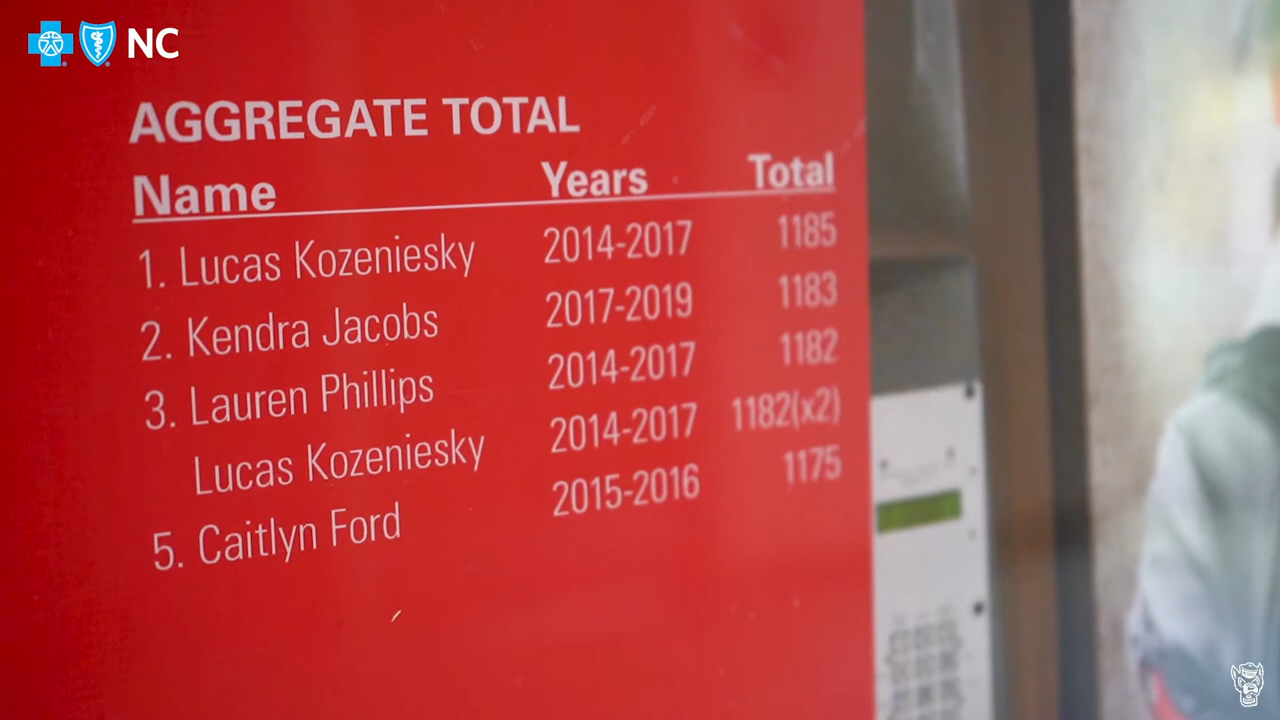 NC
AGGREGATE TOTAL
Name Years Total
1. Lucas Kozeniesky 2014-2017 1185
2. Kendra Jacobs 2017-2019 1183
3. Lauren Phillips 2014-2017 1182
Lucas Kozeniesky 2014-2017 1182(x2)
5. Caitlyn Ford 2015-2016 1175